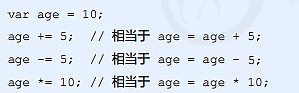 var age = 10;
age += 5;  // 相当于 age = age + 5;
age -= 5;  // 相当于 age = age - 5;
age *= 10; // 相当于 age = age * 10;